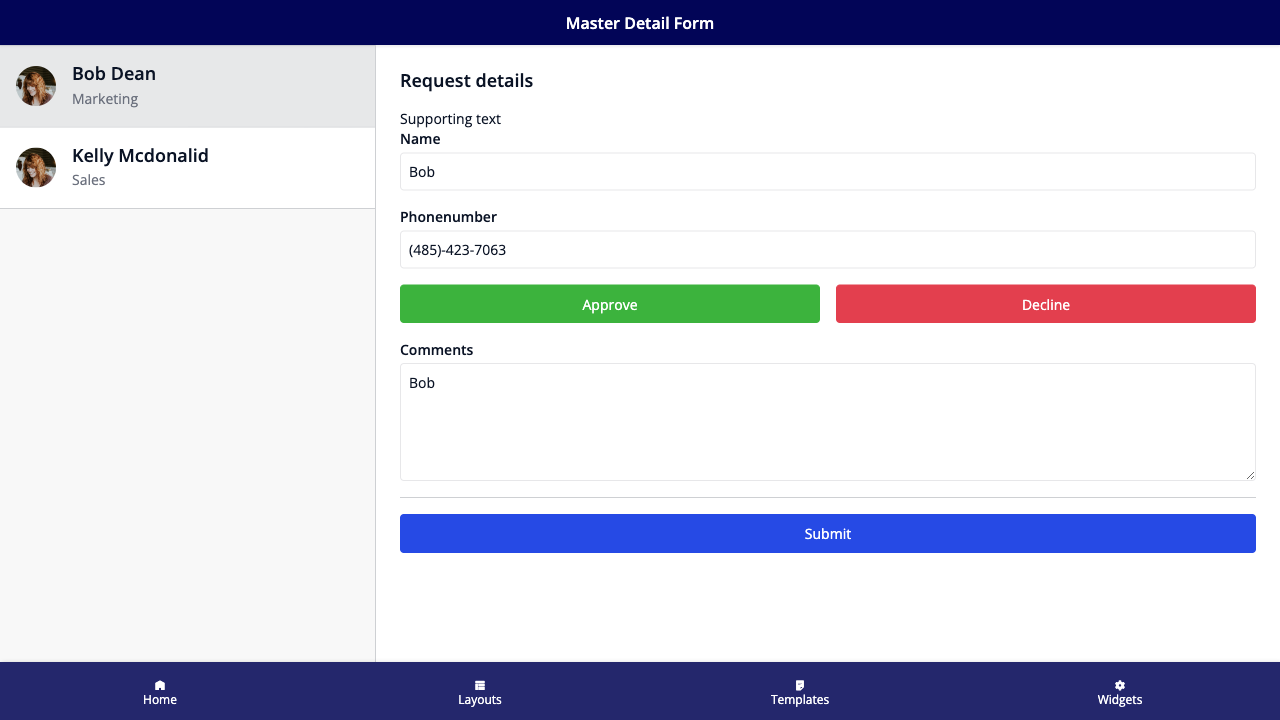 Master Detail Form
Bob Dean
Marketing
Kelly Mcdonalid
Sales
Request details
Supporting text
Name
Bob
Phonenumber
(485)-423-7063
Approve
Decline
Comments
Bob
Submit
Home
Layouts
Templates
Widgets